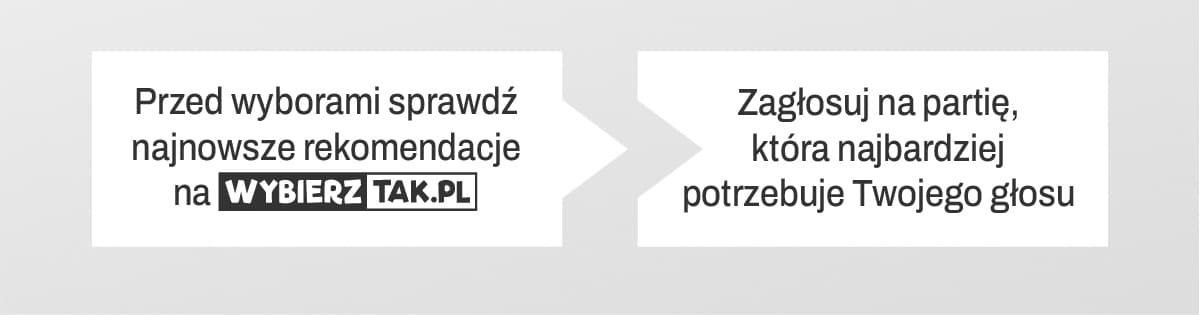 Przed wyborami sprawdź
najnowsze rekomendacje
na WYBIERZ TAK.PL
Zagłosuj na partię,
która najbardziej
potrzebuje Twojego głosu